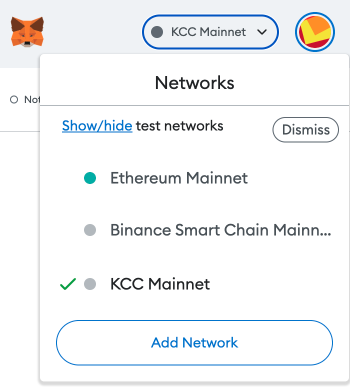 KCC Mainnet
Not
Networks
Show/hide test networks
Dismiss
Ethereum Mainnet
Binance Smart Chain Mainn...
KCC Mainnet
Add Network